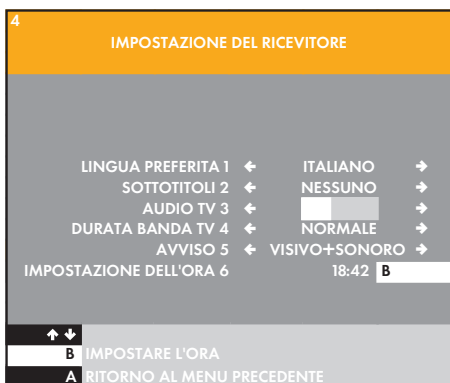 4
IMPOSTAZIONE DEL RICEVITORE
LINGUA PREFERITA 1 ← ITALIANO →
SOTTOTITOLI 2 ← NESSUNO →
AUDIO TV 3 ← →
DURATA BANDA TV 4 ← NORMALE →
AVVISO 5 ← VISIVO+SONORO →
IMPOSTAZIONE DELL'ORA 6 18:42 B
↑ ↓
B IMPOSTARE L'ORA
A RITORNO AL MENU PRECEDENTE